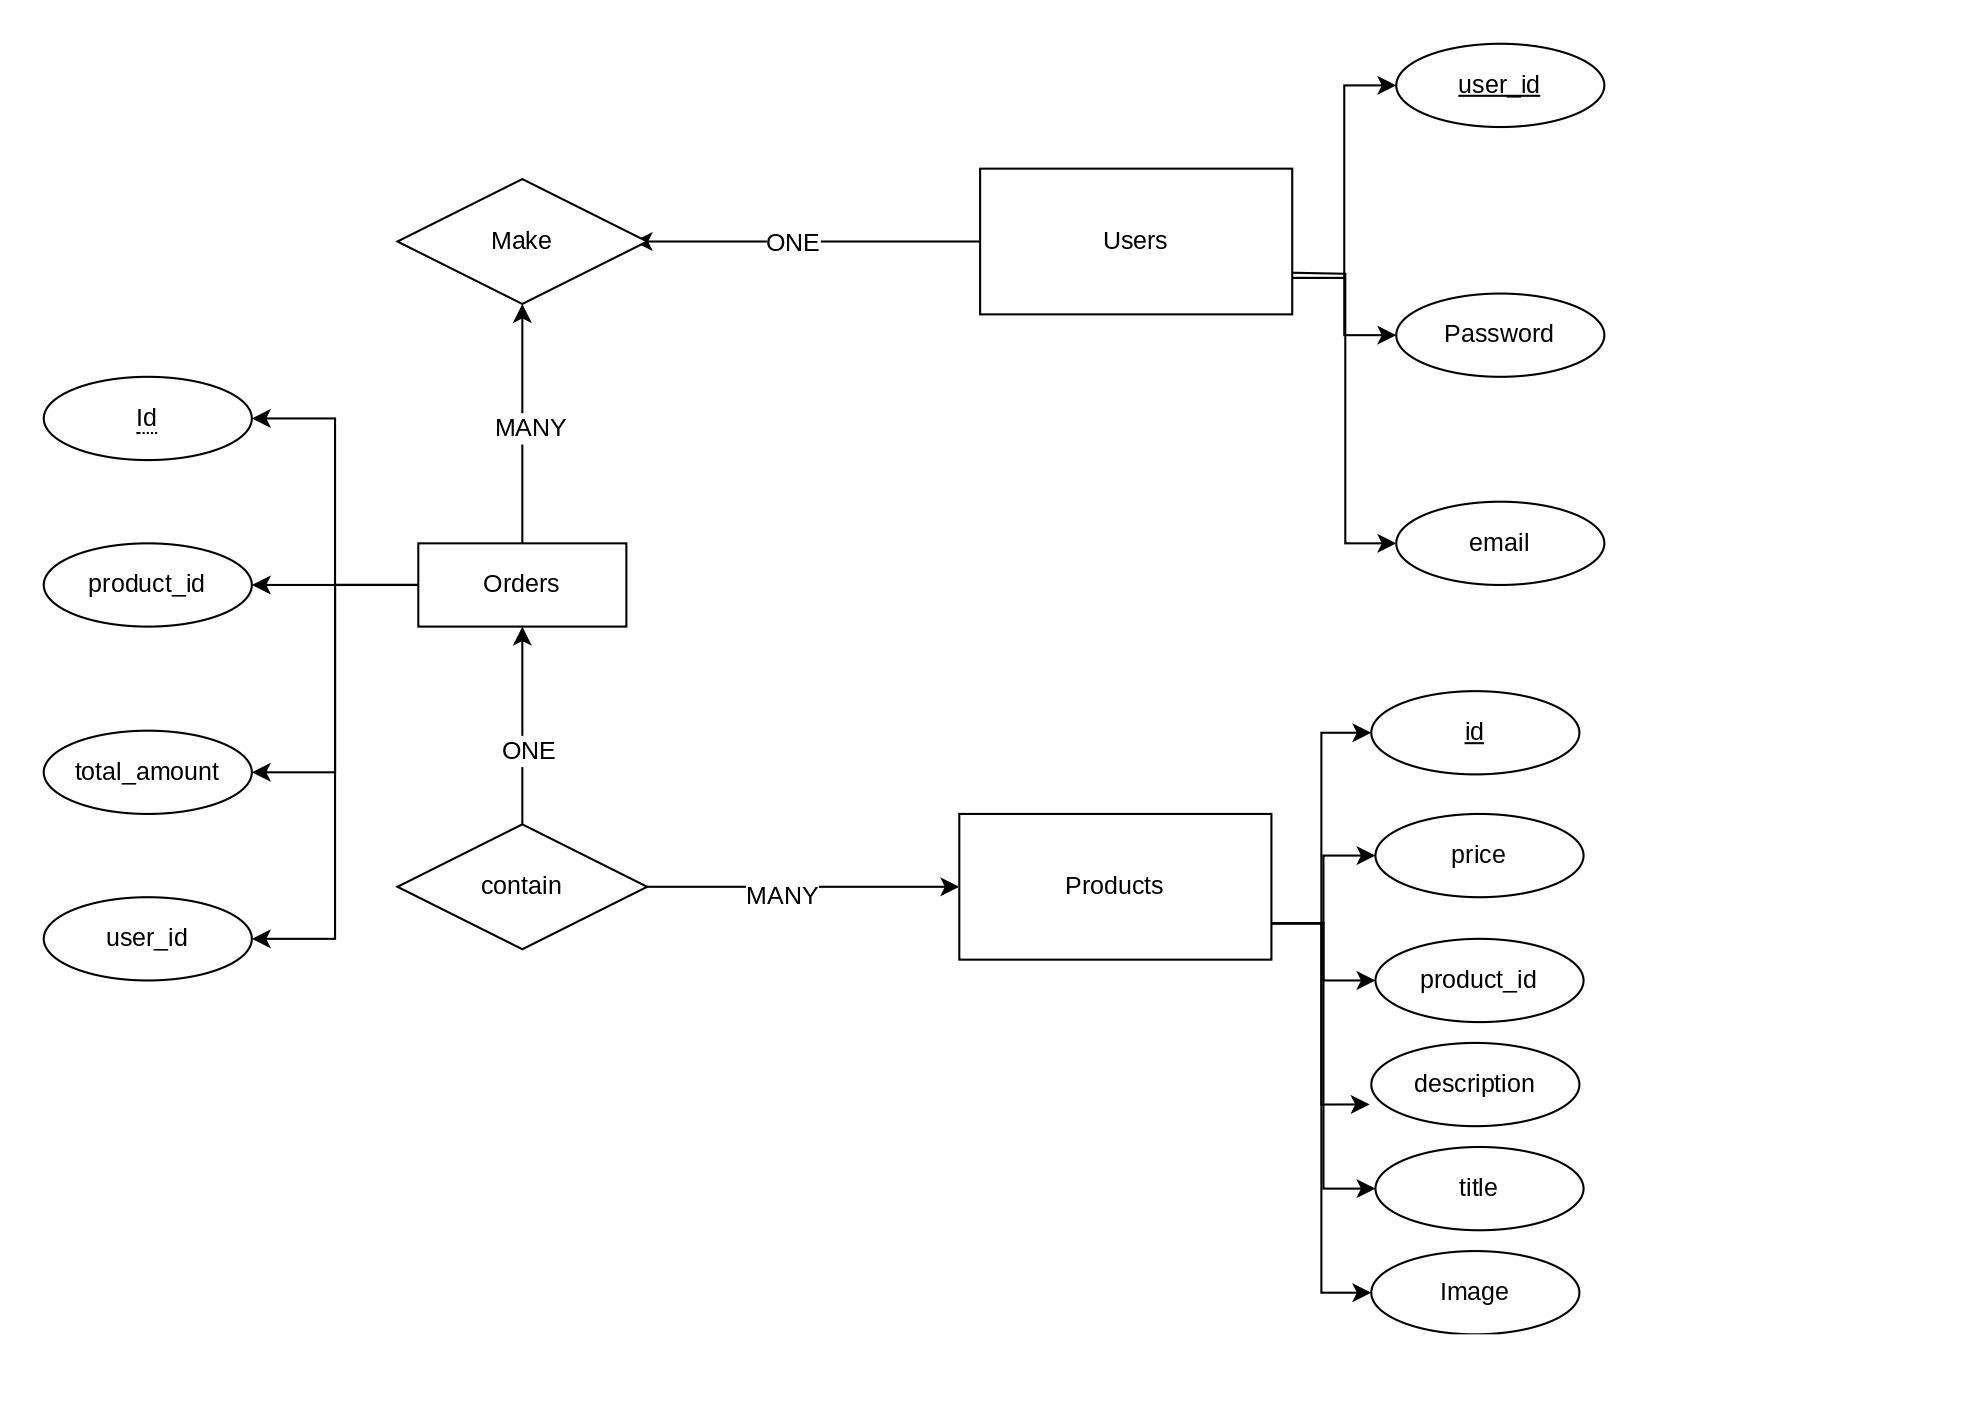 user_id
Make
ONE
Users
Password
Id
MANY
email
product_id
Orders
id
ONE
total_amount
price
contain
MANY
Products
user_id
product_id
description
title
Image